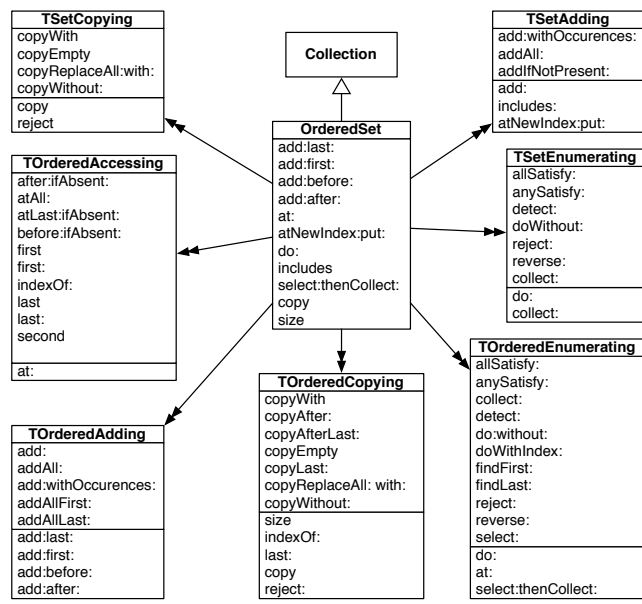 TSetCopying
copyWith
copyEmpty
copyReplaceAll:with:
copyWithout:
copy
reject
Collection
TSetAdding
add:withOccurences:
addAll:
addIfNotPresent:
add:
includes:
atNewIndex:put:
OrderedSet
add:last:
add:first:
add:before:
add:after:
at:
atNewIndex:put:
do:
includes
select:thenCollect:
copy
size
TOrderedAccessing
after:ifAbsent:
atAll:
atLast:ifAbsent:
before:ifAbsent:
first
first:
indexOf:
last
last:
second
at:
TSetEnumerating
allSatisfy:
anySatisfy:
detect:
doWithout:
reject:
reverse:
collect:
do:
collect:
TOrderedAdding
add:
addAll:
add:withOccurences:
addAllFirst:
addAllLast:
add:last:
add:first:
add:before:
add:after:
TOrderedCopying
copyWith
copyAfter:
copyAfterLast:
copyEmpty
copyLast:
copyReplaceAll: with:
copyWithout:
size
indexOf:
last:
copy
reject:
TOrderedEnumerating
allSatisfy:
anySatisfy:
collect:
detect:
do:without:
doWithIndex:
findFirst:
findLast:
reject:
reverse:
select:
do:
at:
select:thenCollect: